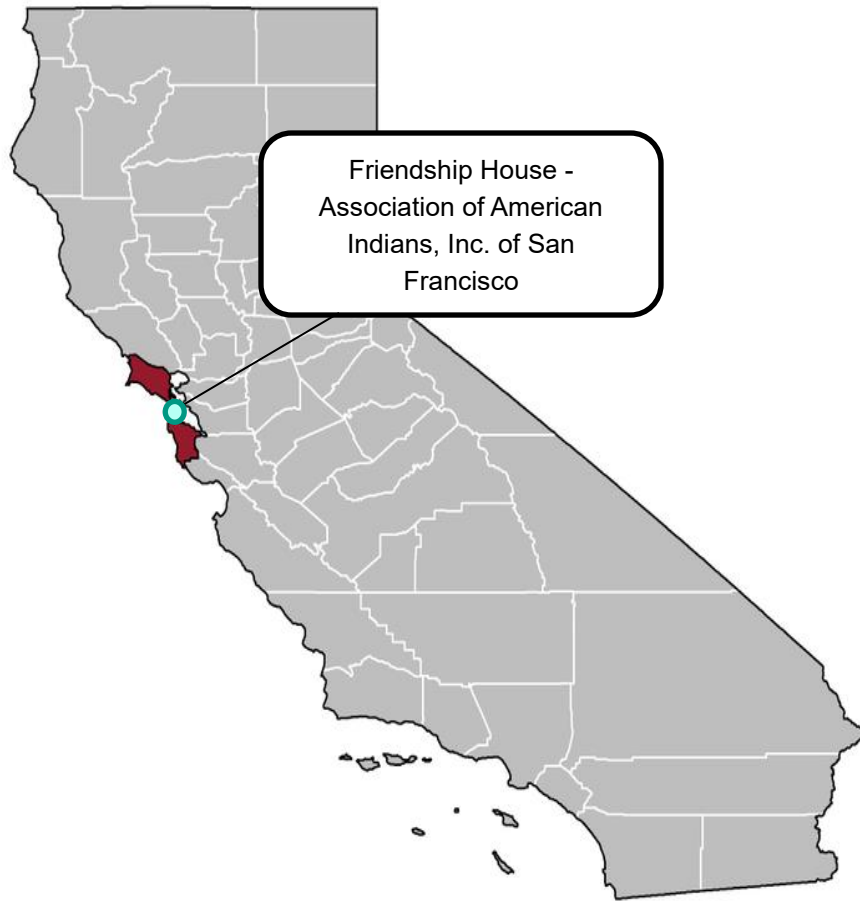 Friendship House -
Association of American
Indians, Inc. of San
Francisco